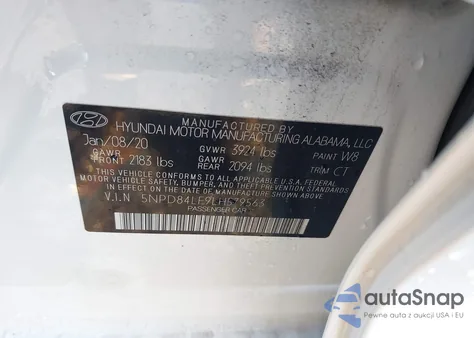 MANUFACTURED BY
HYUNDAI MOTOR MANUFACTURING ALABAMA, LLC
Jan/08/20 GVWR 3924 lbs PAINT W8
GAWR FRONT 2183 lbs GAWR REAR 2094 lbs TRIM CT
THIS VEHICLE CONFORMS TO ALL APPLICABLE U.S.A. FEDERAL
MOTOR VEHICLE SAFETY, BUMPER, AND THEFT PREVENTION
STANDARDS IN EFFECT ON THE DATE OF MANUFACTURE SHOWN ABOVE.
V.I.N 5NPD84LF9LH579563
PASSENGER CAR
autaSnap
Pewne auta z aukcji USA i EU